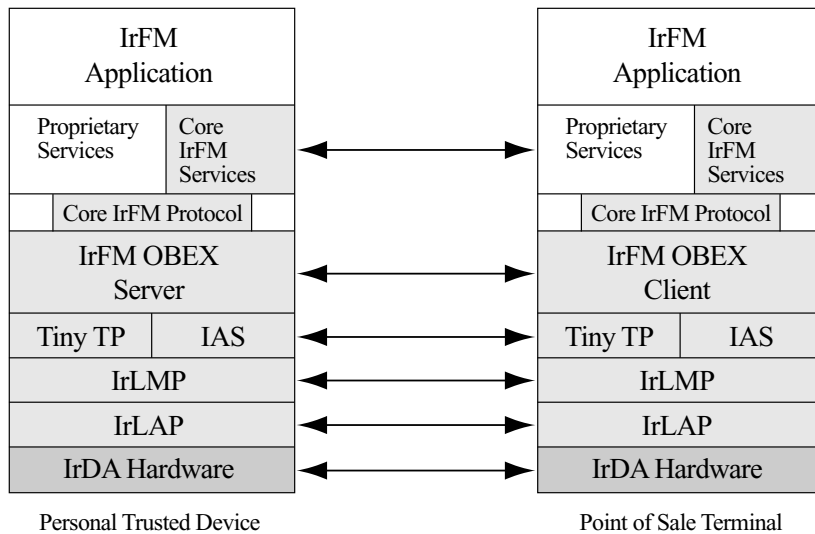 IrFM
Application
Proprietary
Services
Core
IrFM
Services
Core IrFM Protocol
IrFM OBEX
Server
Tiny TP
IAS
IrLMP
IrLAP
IrDA Hardware
Personal Trusted Device
IrFM
Application
Proprietary
Services
Core
IrFM
Services
Core IrFM Protocol
IrFM OBEX
Client
Tiny TP
IAS
IrLMP
IrLAP
IrDA Hardware
Point of Sale Terminal